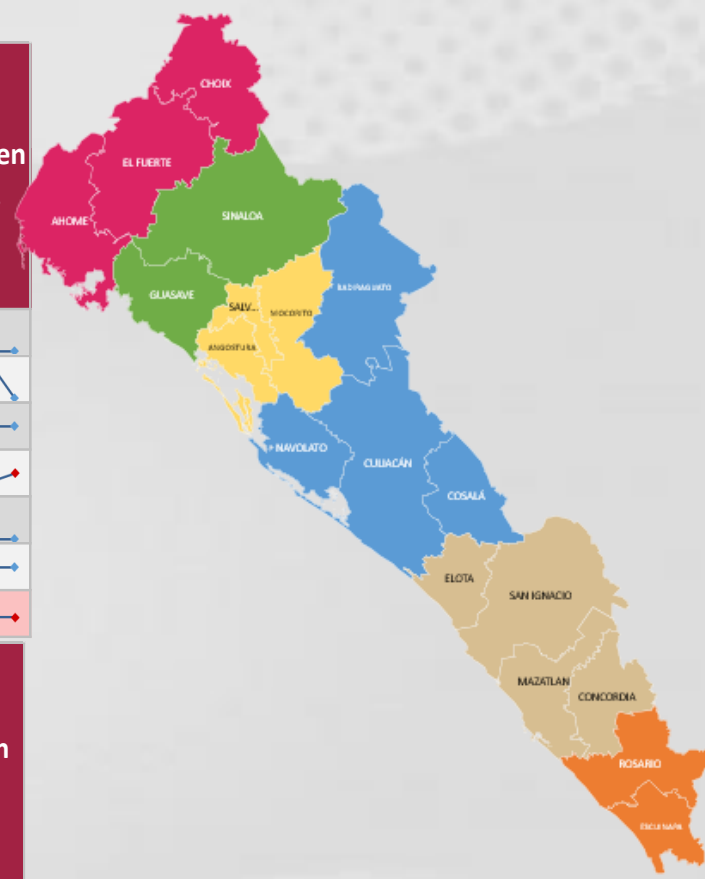 CHOIX
en
EL FUERTE
AHOME
SINALOA
BADIRAGUATO
GUASAVE
SALV...
MOCORITO
ANGOSTURA
NAVOLATO
CULIACÁN
COSALÁ
ELOTA
SAN IGNACIO
MAZATLAN
CONCORDIA
n
ROSARIO
ESCUINAPA